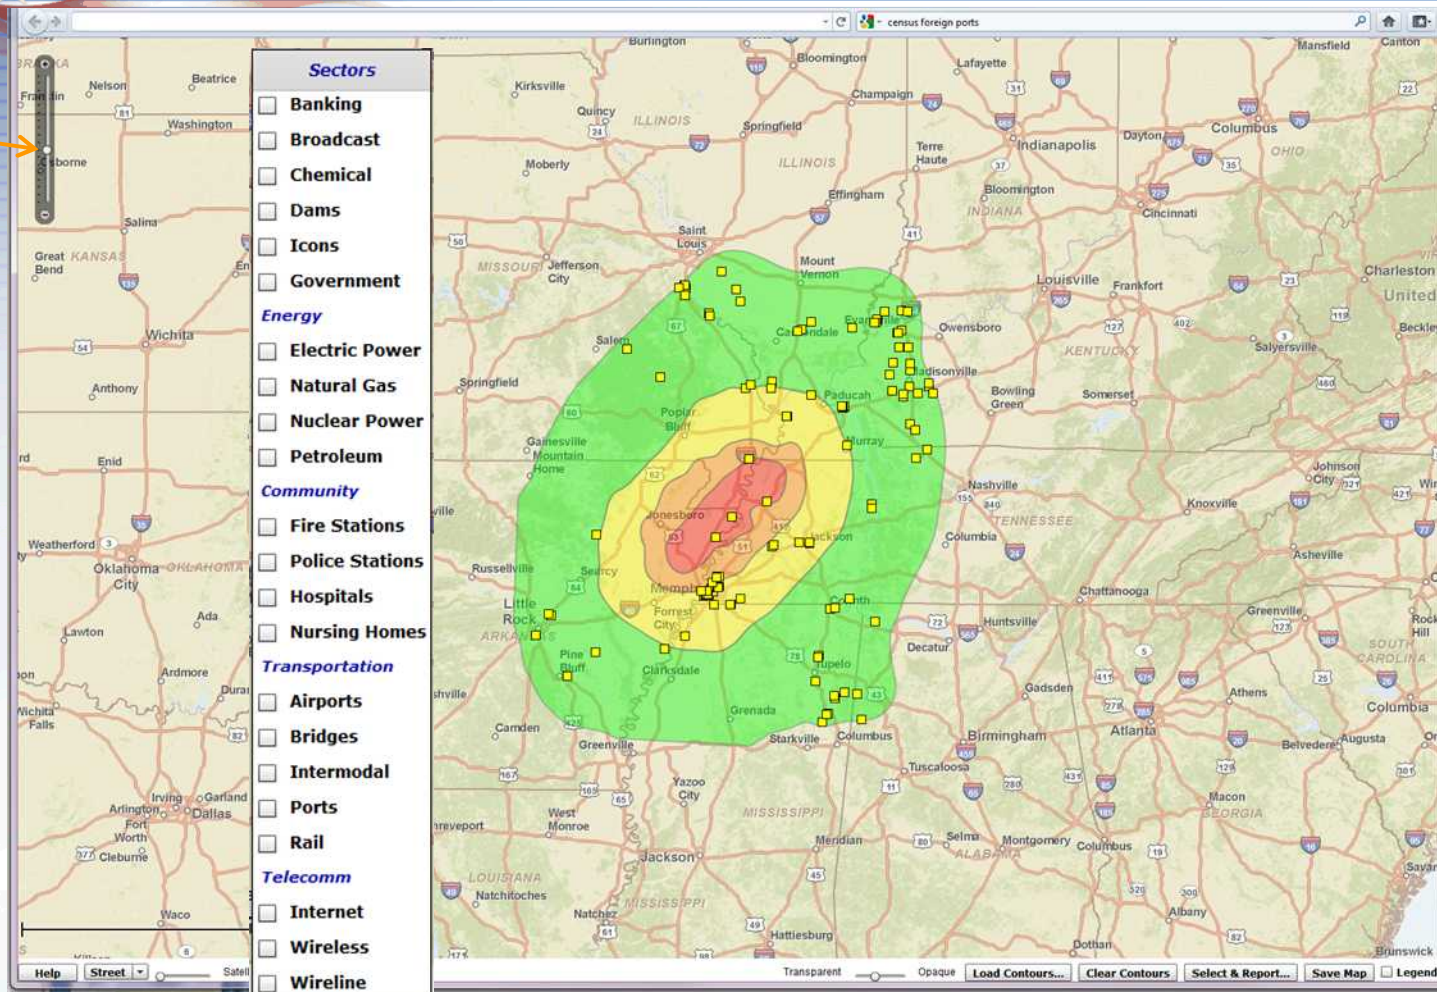 census foreign ports
Sectors
Banking
Broadcast
Chemical
Dams
Icons
Government
Energy
Electric Power
Natural Gas
Nuclear Power
Petroleum
Community
Fire Stations
Police Stations
Hospitals
Nursing Homes
Transportation
Airports
Bridges
Intermodal
Ports
Rail
Telecomm
Internet
Wireless
Wireline
Nelson
Beatrice
Washington
Salina
Great Bend
KANSAS
Wichita
Anthony
Enid
Weatherford
Oklahoma City
OKLAHOMA
Ada
Lawton
Ardmore
Wichita Falls
Irving
Garland
Arlington
Dallas
Fort Worth
Cleburne
Waco
Burlington
Bloomington
Lafayette
Mansfield
Canton
Kirksville
Quincy
ILLINOIS
Champaign
Springfield
Indianapolis
Dayton
Columbus
OHIO
Moberly
ILLINOIS
Terre Haute
Effingham
Bloomington
INDIANA
Cincinnati
Saint Louis
MISSOURI
Jefferson City
Mount Vernon
Louisville
Frankfort
Charleston
United
Evansville
Owensboro
Carbondale
Salem
KENTUCKY
Salyersville
Springfield
Madisonville
Bowling Green
Somerset
Paducah
Poplar Bluff
Gainesville
Mountain Home
Murray
Johnson City
Nashville
Knoxville
Jonesboro
TENNESSEE
Jackson
Columbia
Asheville
Russellville
Searcy
Memphis
Chattanooga
Little Rock
Forrest City
Corinth
Huntsville
Greenville
Rock Hill
ARKANSAS
Decatur
SOUTH CAROLINA
Pine Bluff
Clarksdale
Tupelo
Gadsden
Athens
Columbia
Camden
Grenada
Greenville
Starkville
Columbus
Birmingham
Atlanta
Belvedere
Augusta
Tuscaloosa
Yazoo City
West Monroe
MISSISSIPPI
Macon
GEORGIA
Meridian
Selma
Montgomery
Columbus
ALABAMA
Jackson
LOUISIANA
Natchitoches
MISSISSIPPI
Natchez
Hattiesburg
Albany
Dothan
Brunswick
Help
Street
Transparent
Opaque
Load Contours...
Clear Contours
Select & Report...
Save Map
Legend